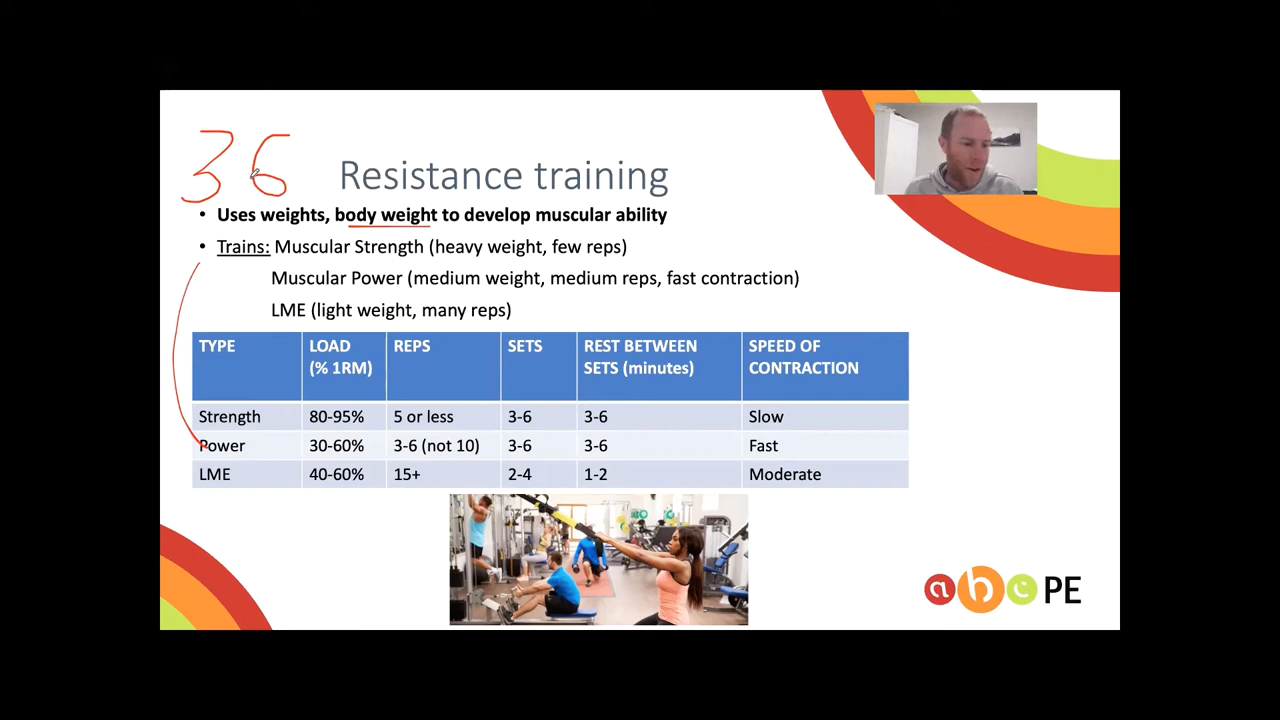 36
Resistance training
• Uses weights, body weight to develop muscular ability
• Trains: Muscular Strength (heavy weight, few reps)
Muscular Power (medium weight, medium reps, fast contraction)
LME (light weight, many reps)
TYPE LOAD (% 1RM) REPS SETS REST BETWEEN SETS (minutes) SPEED OF CONTRACTION
Strength 80-95% 5 or less 3-6 3-6 Slow
Power 30-60% 3-6 (not 10) 3-6 3-6 Fast
LME 40-60% 15+ 2-4 1-2 Moderate
abc PE